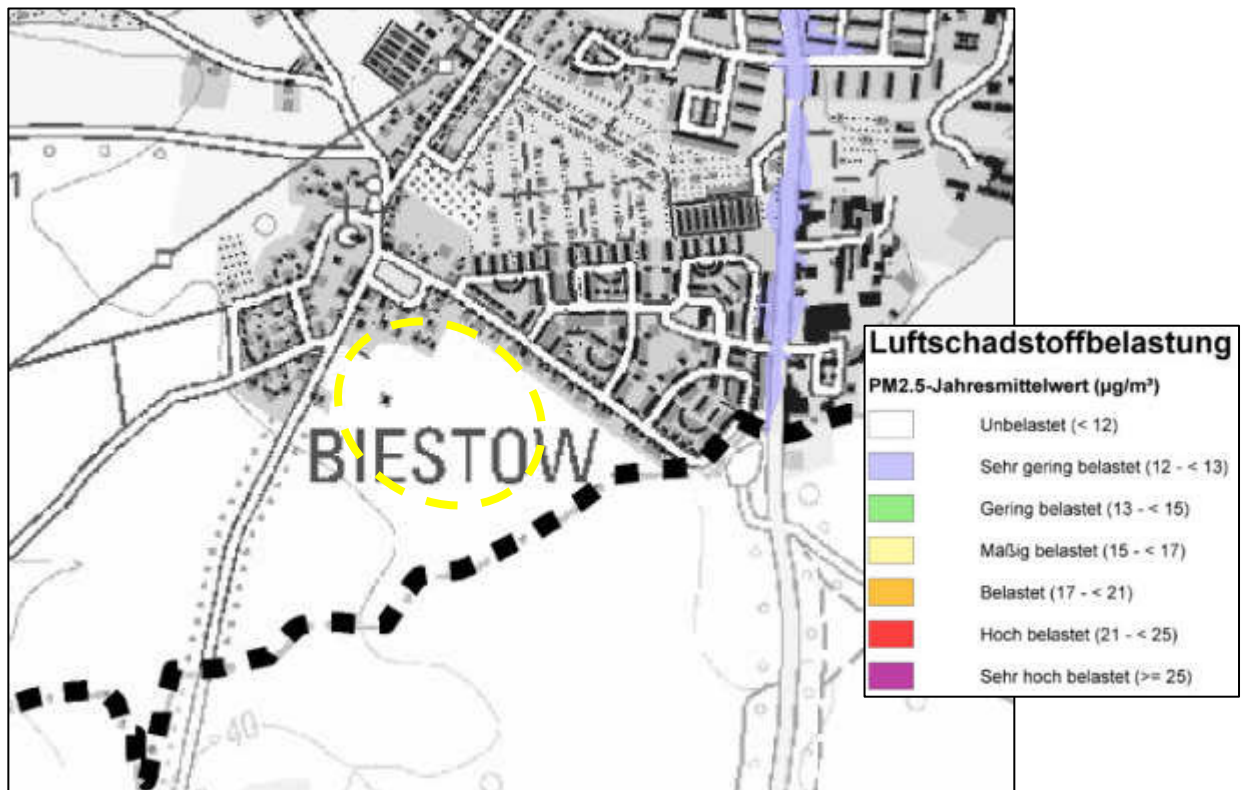 BIESTOW
40
Luftschadstoffbelastung
PM2.5-Jahresmittelwert (µg/m³)
Unbelastet (< 12)
Sehr gering belastet (12 - < 13)
Gering belastet (13 - < 15)
Mäßig belastet (15 - < 17)
Belastet (17 - < 21)
Hoch belastet (21 - < 25)
Sehr hoch belastet (>= 25)